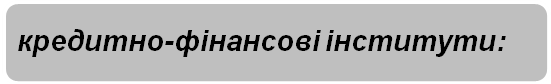 кредитно-фінансові інститути: